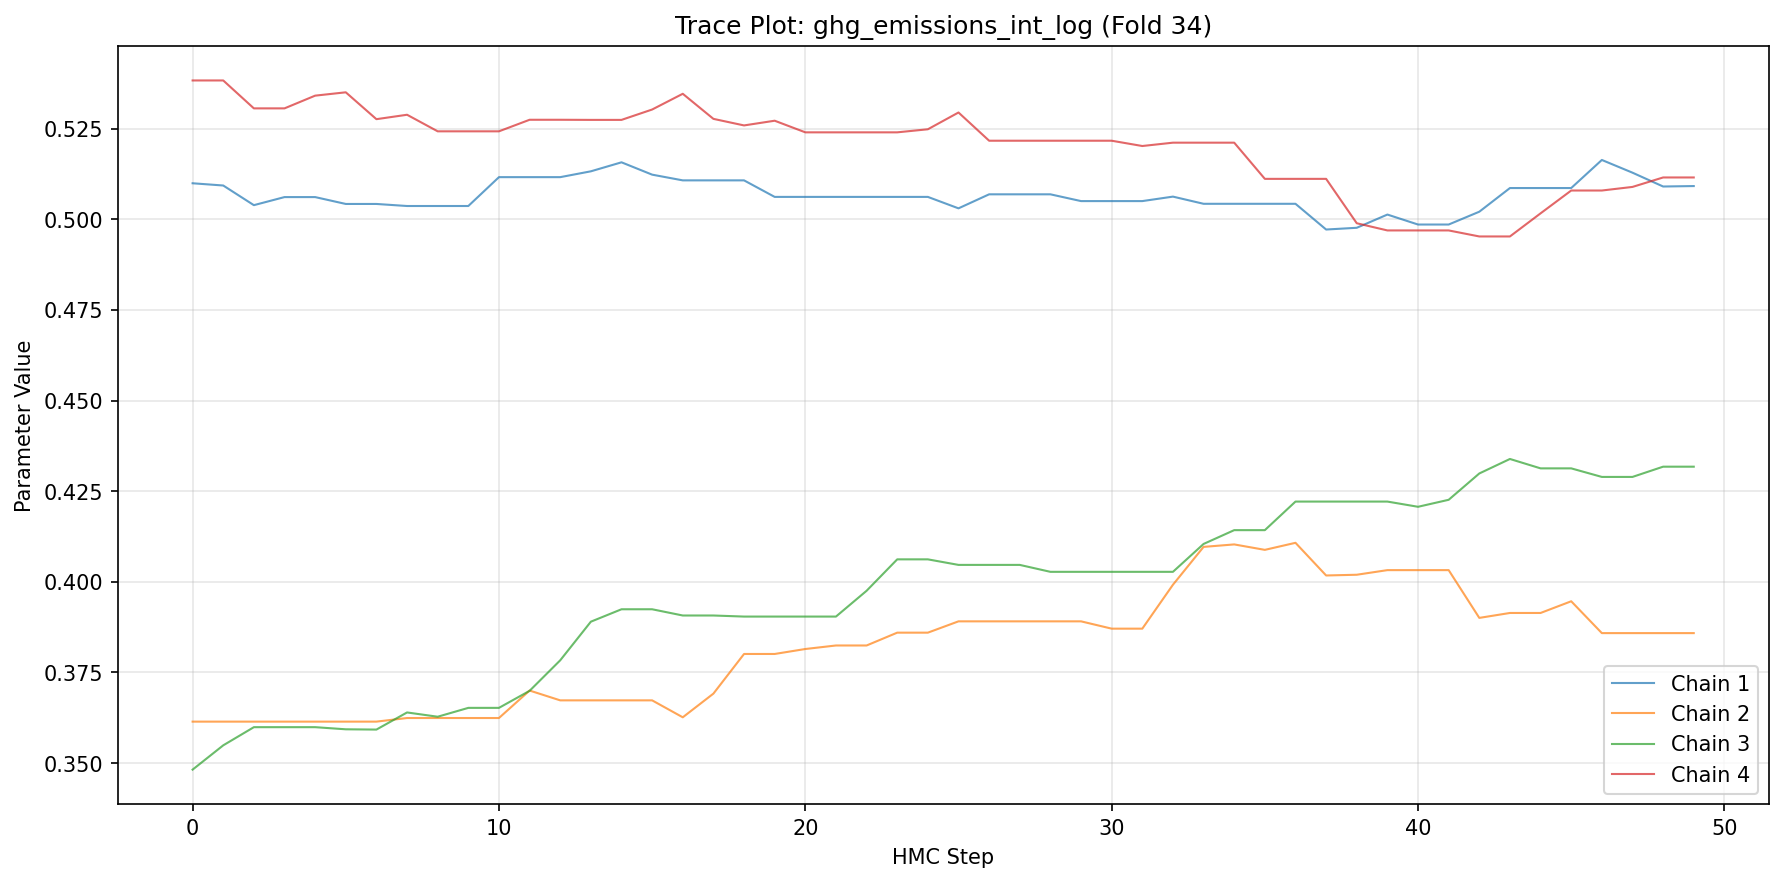 Trace Plot: ghg_emissions_int_log (Fold 34)
Parameter Value
0.525
0.500
0.475
0.450
0.425
0.400
0.375
0.350
Chain 1
Chain 2
Chain 3
Chain 4
0 10 20 30 40 50
HMC Step